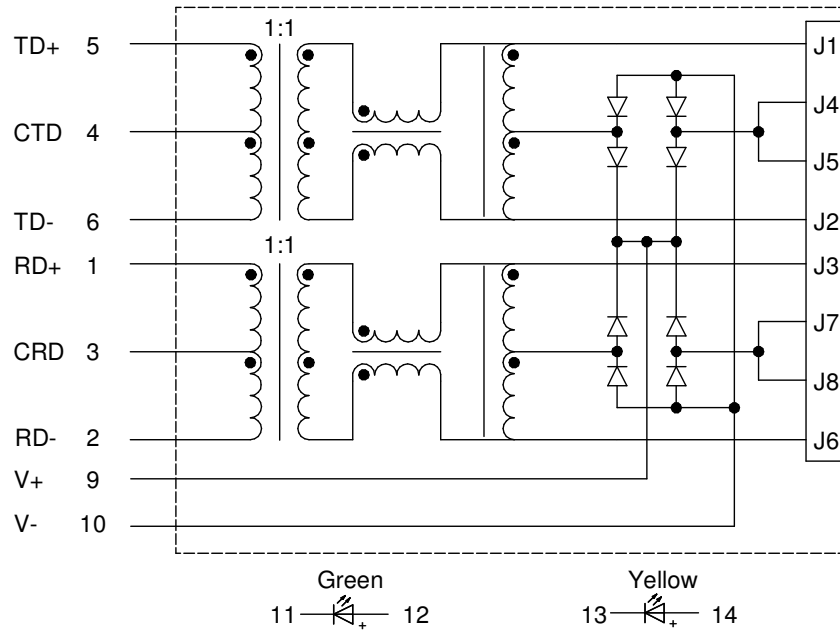 1:1
TD+ 5 J1
J4
CTD 4
J5
TD- 6 J2
1:1
RD+ 1 J3
J7
CRD 3
J8
RD- 2 J6
V+ 9
V- 10
Green Yellow
11 + 12 13 + 14